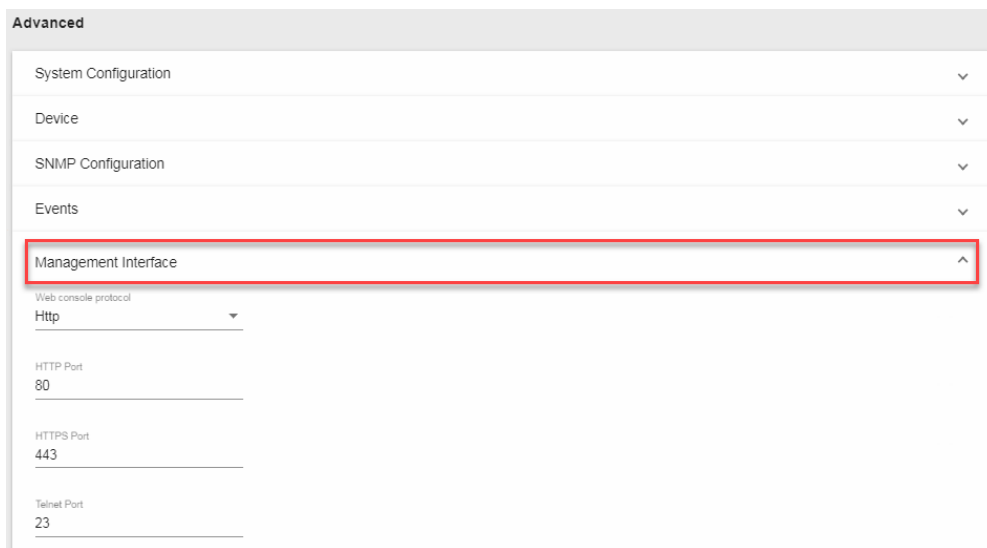 Advanced
System Configuration
Device
SNMP Configuration
Events
Management Interface
Web console protocol
Http
HTTP Port
80
HTTPS Port
443
Telnet Port
23